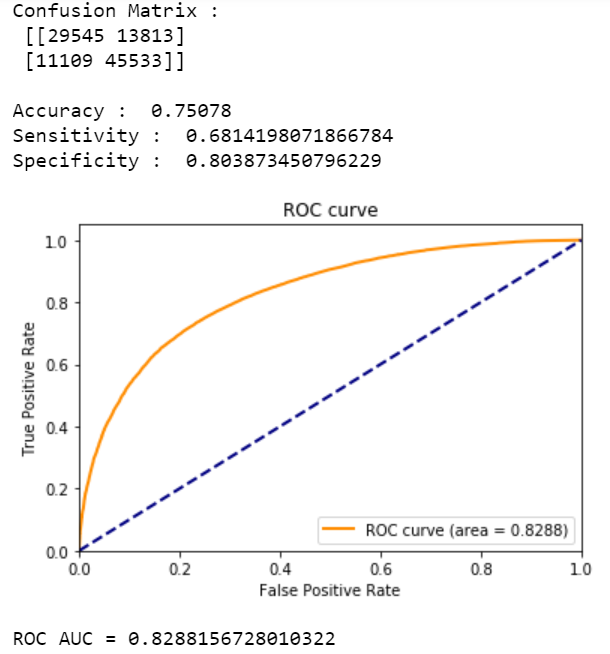 Confusion Matrix :
[[29545 13813]
[11109 45533]]
Accuracy :  0.75078
Sensitivity :  0.6814198071866784
Specificity :  0.803873450796229
ROC curve
1.0
0.8
0.6
0.4
0.2
0.0
True Positive Rate
ROC curve (area = 0.8288)
0.0 0.2 0.4 0.6 0.8 1.0
False Positive Rate
ROC AUC = 0.8288156728010322